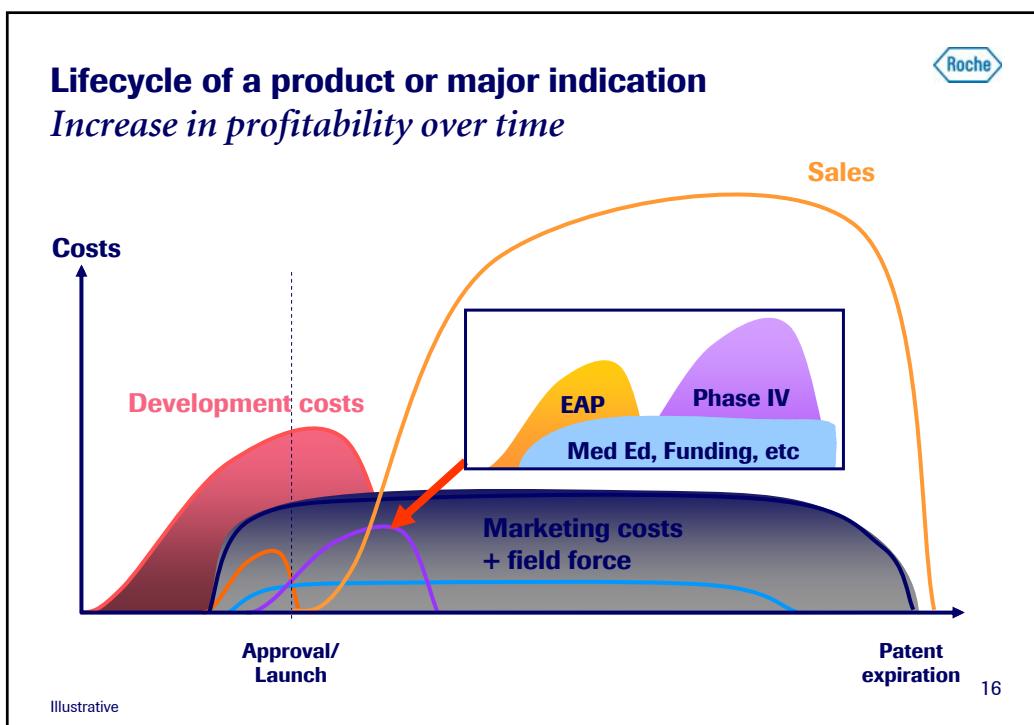 Lifecycle of a product or major indication
Increase in profitability over time
Roche
Sales
Costs
Development costs
EAP
Phase IV
Med Ed, Funding, etc
Marketing costs
+ field force
Approval/
Launch
Patent
expiration
16
Illustrative